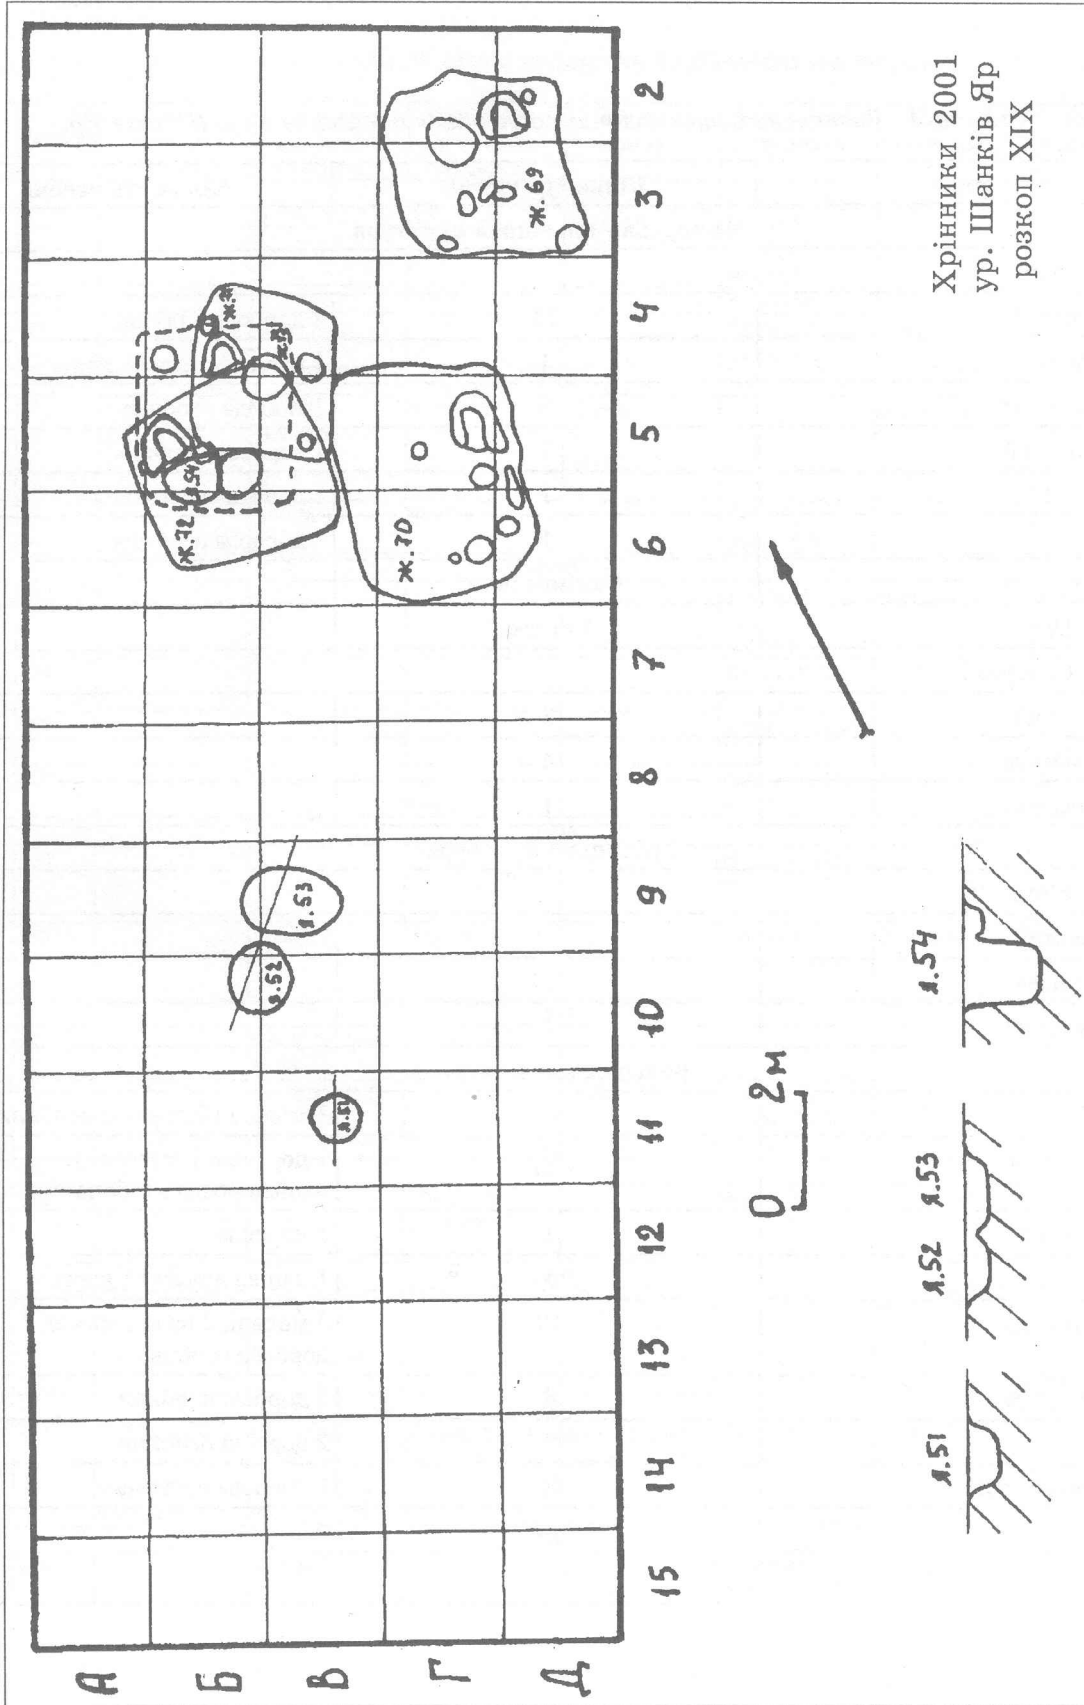 Хрінники 2001
ур. Шанків Яр
розкоп XIX
А
Б
В
Г
Д
15
14
13
12
11
10
9
8
7
6
5
4
3
2
я.51
я.52
я.53
я.54
ж.72
ж.70
ж.69
0 2м
я.51
я.52 я.53
я.54